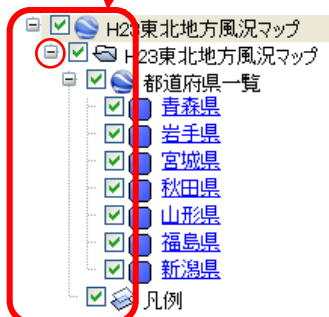 H23東北地方風況マップ
H23東北地方風況マップ
都道府県一覧
青森県
岩手県
宮城県
秋田県
山形県
福島県
新潟県
凡例